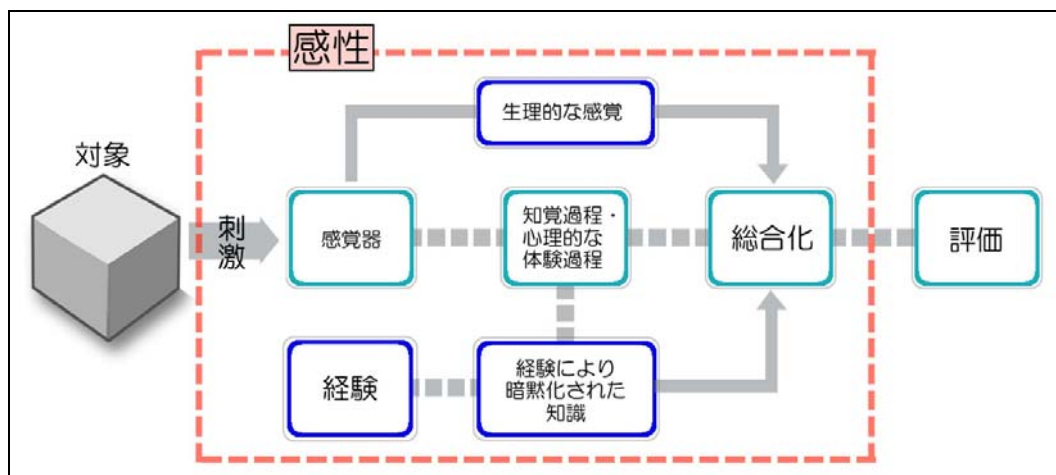 感性
生理的な感覚
対象
刺
激
感覚器
知覚過程・
心理的な
体験過程
総合化
評価
経験
経験により
暗黙化された
知識